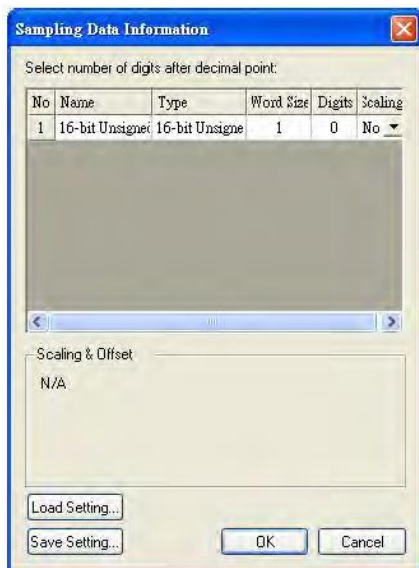 Sampling Data Information
Select number of digits after decimal point:
No Name Type Word Size Digits Scaling
1 16-bit Unsigned 16-bit Unsigne 1 0 No
Scaling & Offset
N/A
Load Setting...
Save Setting... OK Cancel